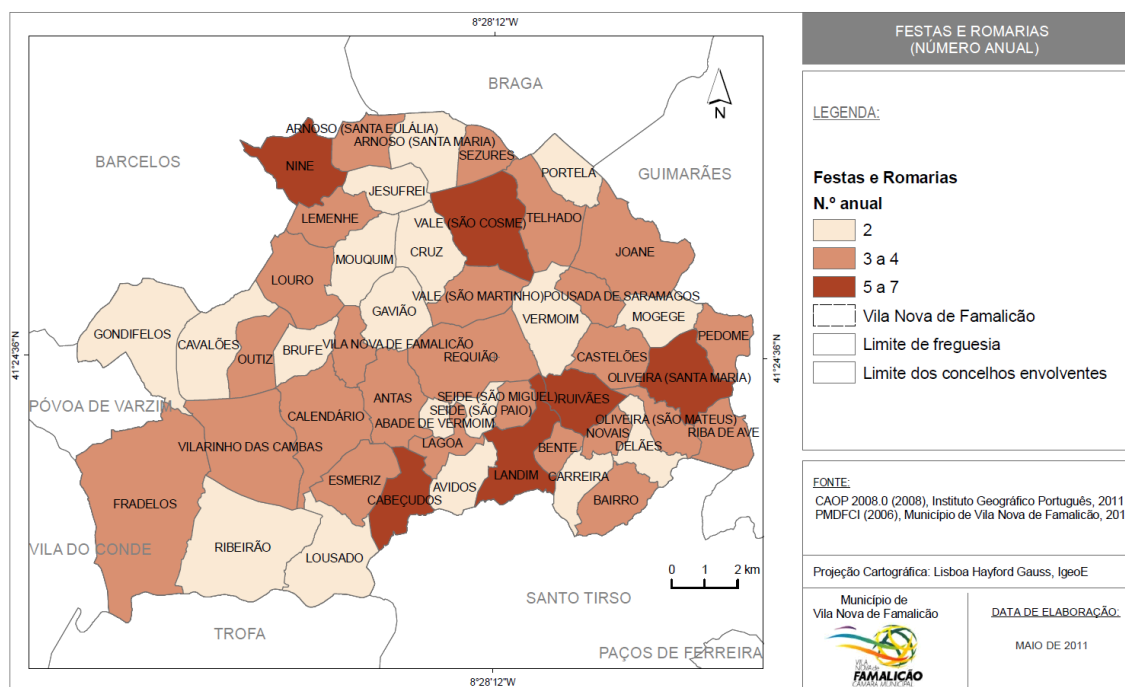 8°28'12"W
FESTAS E ROMARIAS
(NÚMERO ANUAL)
BRAGA
N
LEGENDA:
ARNOSO (SANTA EULÁLIA)
ARNOSO (SANTA MARIA)
BARCELOS
SEZURES
NINE
PORTELA
GUIMARÃES
Festas e Romarias
JESUFREI
N.º anual
LEMENHE
VALE (SÃO COSME)
TELHADO
2
CRUZ
JOANE
MOUQUIM
3 a 4
LOURO
5 a 7
VALE (SÃO MARTINHO)
POUSADA DE SARAMAGOS
GAVIÃO
VERMOIM
MOGEGE
Vila Nova de Famalicão
GONDIFELOS
PEDOME
CAVALÕES
BRUFE
VILA NOVA DE FAMALICÃO
Limite de freguesia
OUTIZ
REQUIÃO
CASTELÕES
41°24'36"N
41°24'36"N
OLIVEIRA (SANTA MARIA)
Limite dos concelhos envolventes
ANTAS
SEIDE (SÃO MIGUEL)
RUIVÃES
PÓVOA DE VARZIM
SEIDE (SÃO PAIO)
CALENDÁRIO
ABADE DE VERMOIM
OLIVEIRA (SÃO MATEUS)
NOVAIS
RIBA DE AVE
VILARINHO DAS CAMBAS
LAGOA
BENTE
DELÃES
ESMERIZ
LANDIM
CARREIRA
FRADELOS
CABEÇUDOS
AVIDOS
BAIRRO
FONTE:
CAOP 2008.0 (2008), Instituto Geográfico Português, 2011
PMDFCI (2006), Município de Vila Nova de Famalicão, 201
VILA DO CONDE
RIBEIRÃO
LOUSADO
0 1 2 km
Projeção Cartográfica: Lisboa Hayford Gauss, IgeoE
SANTO TIRSO
Município de
Vila Nova de Famalicão
DATA DE ELABORAÇÃO:
TROFA
MAIO DE 2011
PAÇOS DE FERREIRA
VILA
NOVA DE
FAMALICÃO
CÂMARA MUNICIPAL
8°28'12"W